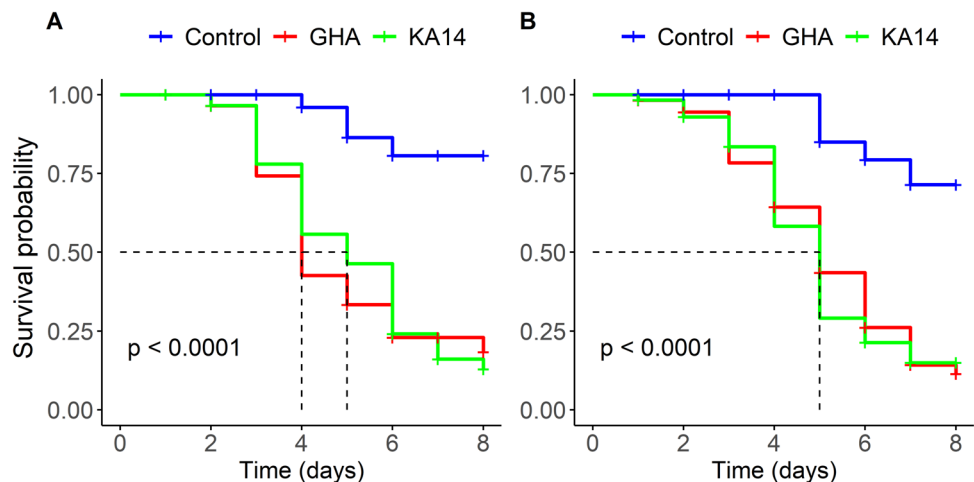 A
Control GHA KA14
Survival probability
1.00
0.75
0.50
0.25
0.00
p < 0.0001
0 2 4 6 8
Time (days)
B
Control GHA KA14
1.00
0.75
0.50
0.25
0.00
p < 0.0001
0 2 4 6 8
Time (days)